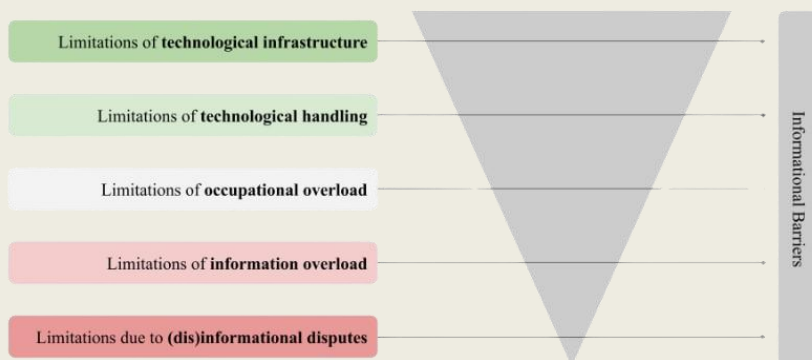 Limitations of technological infrastructure
Limitations of technological handling
Limitations of occupational overload
Limitations of information overload
Limitations due to (dis)informational disputes
Informational Barriers